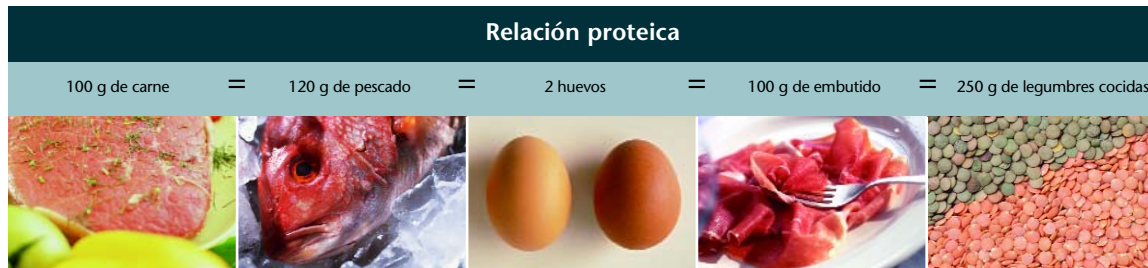 Relación proteica
100 g de carne = 120 g de pescado = 2 huevos = 100 g de embutido = 250 g de legumbres cocidas